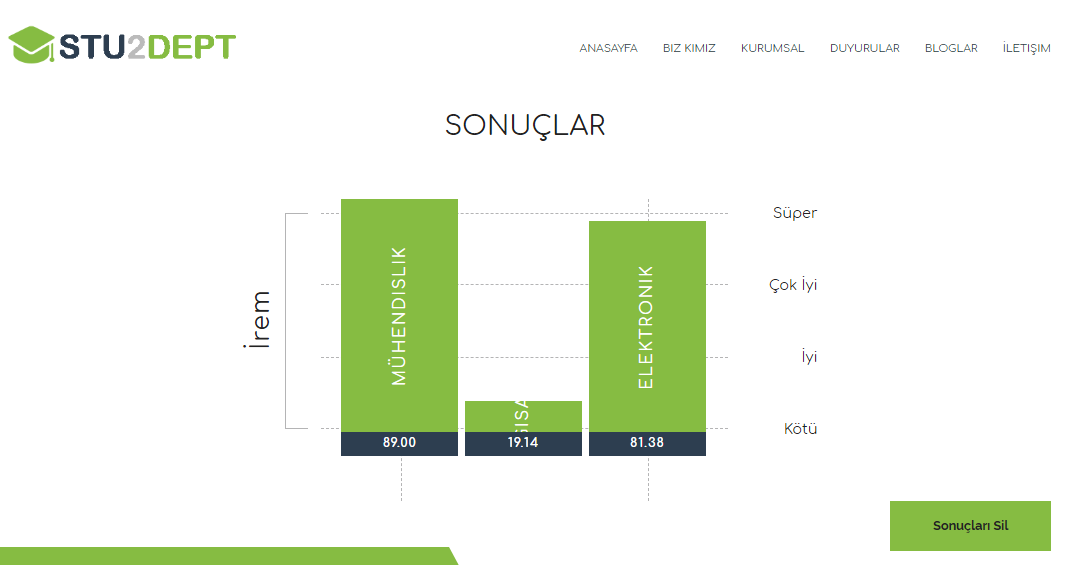 STU2DEPT
ANASAYFA BIZ KIMIZ KURUMSAL DUYURULAR BLOGLAR İLETİŞİM
SONUÇLAR
İrem
MÜHENDISLIK
ELEKTRONIK
89.00 19.14 81.38
Süper
Çok İyi
İyi
Kötü
Sonuçları Sil